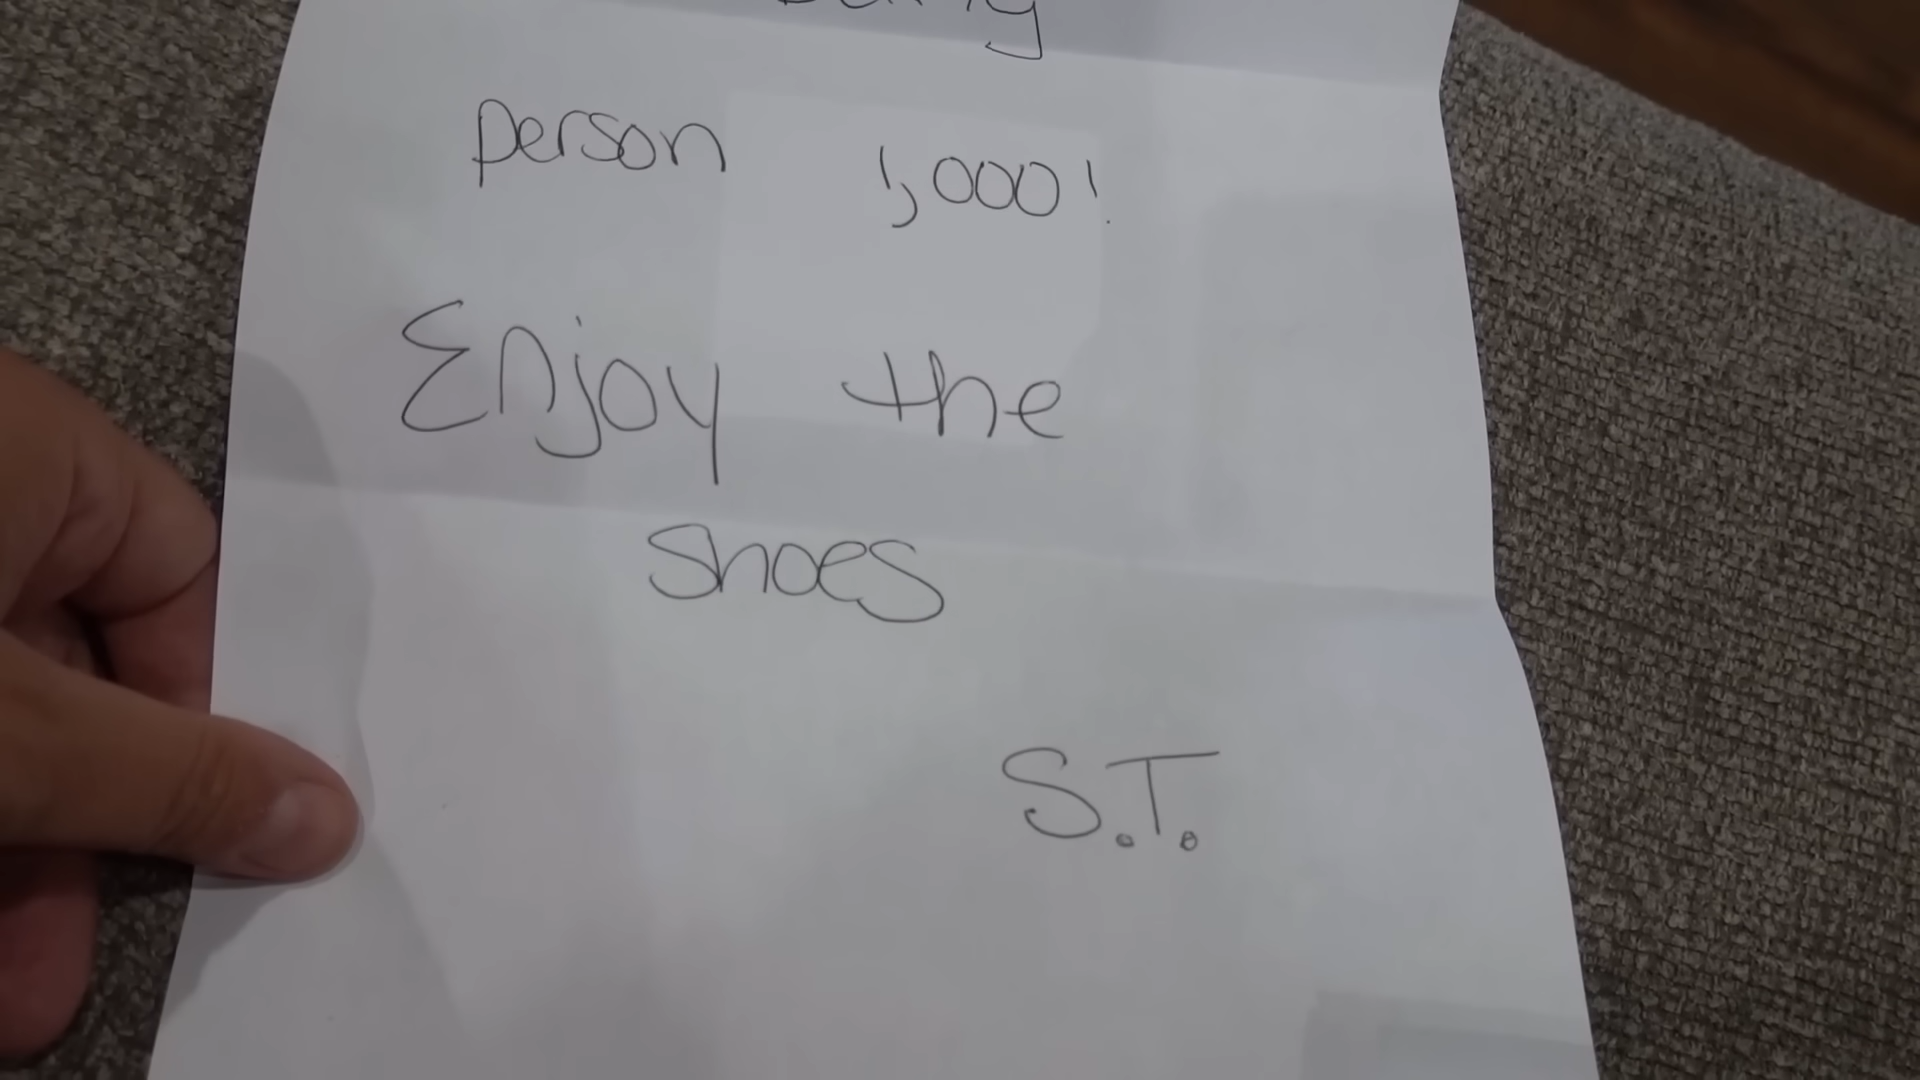 person 1,000!
Enjoy the
shoes
S.T.